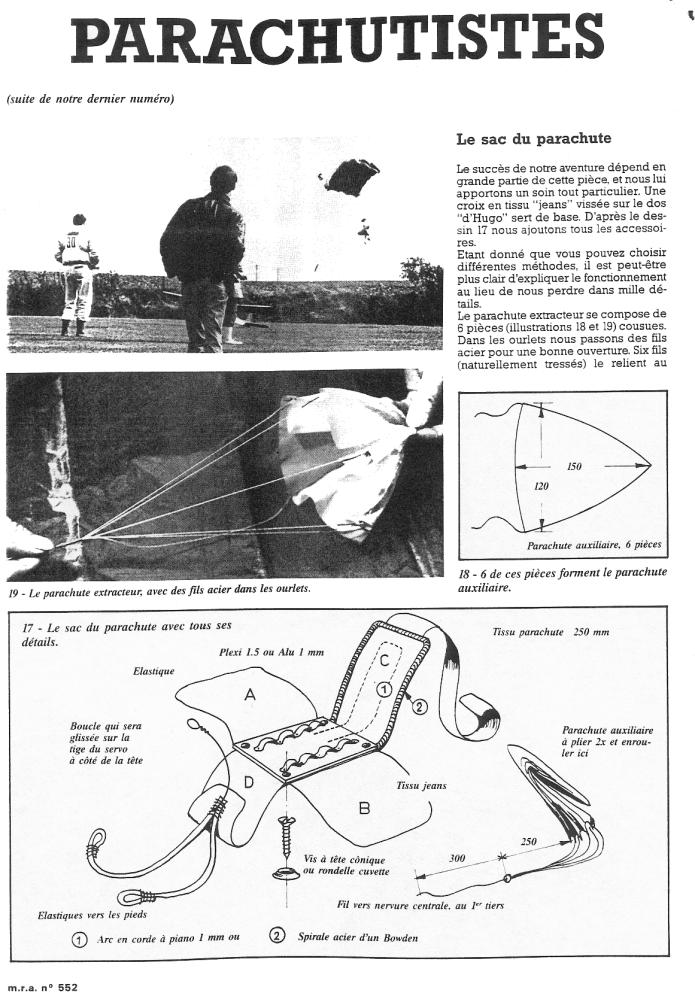 PARACHUTISTES
(suite de notre dernier numéro)
Le sac du parachute
Le succès de notre aventure dépend en
grande partie de cette pièce, et nous lui
apportons un soin tout particulier. Une
croix en tissu "jeans" vissée sur le dos
"d'Hugo" sert de base. D'après le des-
sin 17 nous ajoutons tous les accessoi-
res.
Etant donné que vous pouvez choisir
différentes méthodes, il est peut-être
plus clair d'expliquer le fonctionnement
au lieu de nous perdre dans mille dé-
tails.
Le parachute extracteur se compose de
6 pièces (illustrations 18 et 19) cousues.
Dans les ourlets nous passons des fils
acier pour une bonne ouverture. Six fils
(naturellement tressés) le relient au
30
150
120
Parachute auxiliaire, 6 pièces
18 - 6 de ces pièces forment le parachute
auxiliaire.
19 - Le parachute extracteur, avec des fils acier dans les ourlets.
17 - Le sac du parachute avec tous ses
détails.
Plexi 1.5 ou Alu 1 mm
Tissu parachute 250 mm
Elastique
A
C
1
2
Boucle qui sera
glissée sur la
tige du servo
à côté de la tête
Parachute auxiliaire
à plier 2x et enrou-
ler ici
D
Tissu jeans
B
Vis à tête cônique
ou rondelle cuvette
300
250
Fil vers nervure centrale, au 1er tiers
Elastiques vers les pieds
1 Arc en corde à piano 1 mm ou
2 Spirale acier d'un Bowden
m.r.a. n° 552